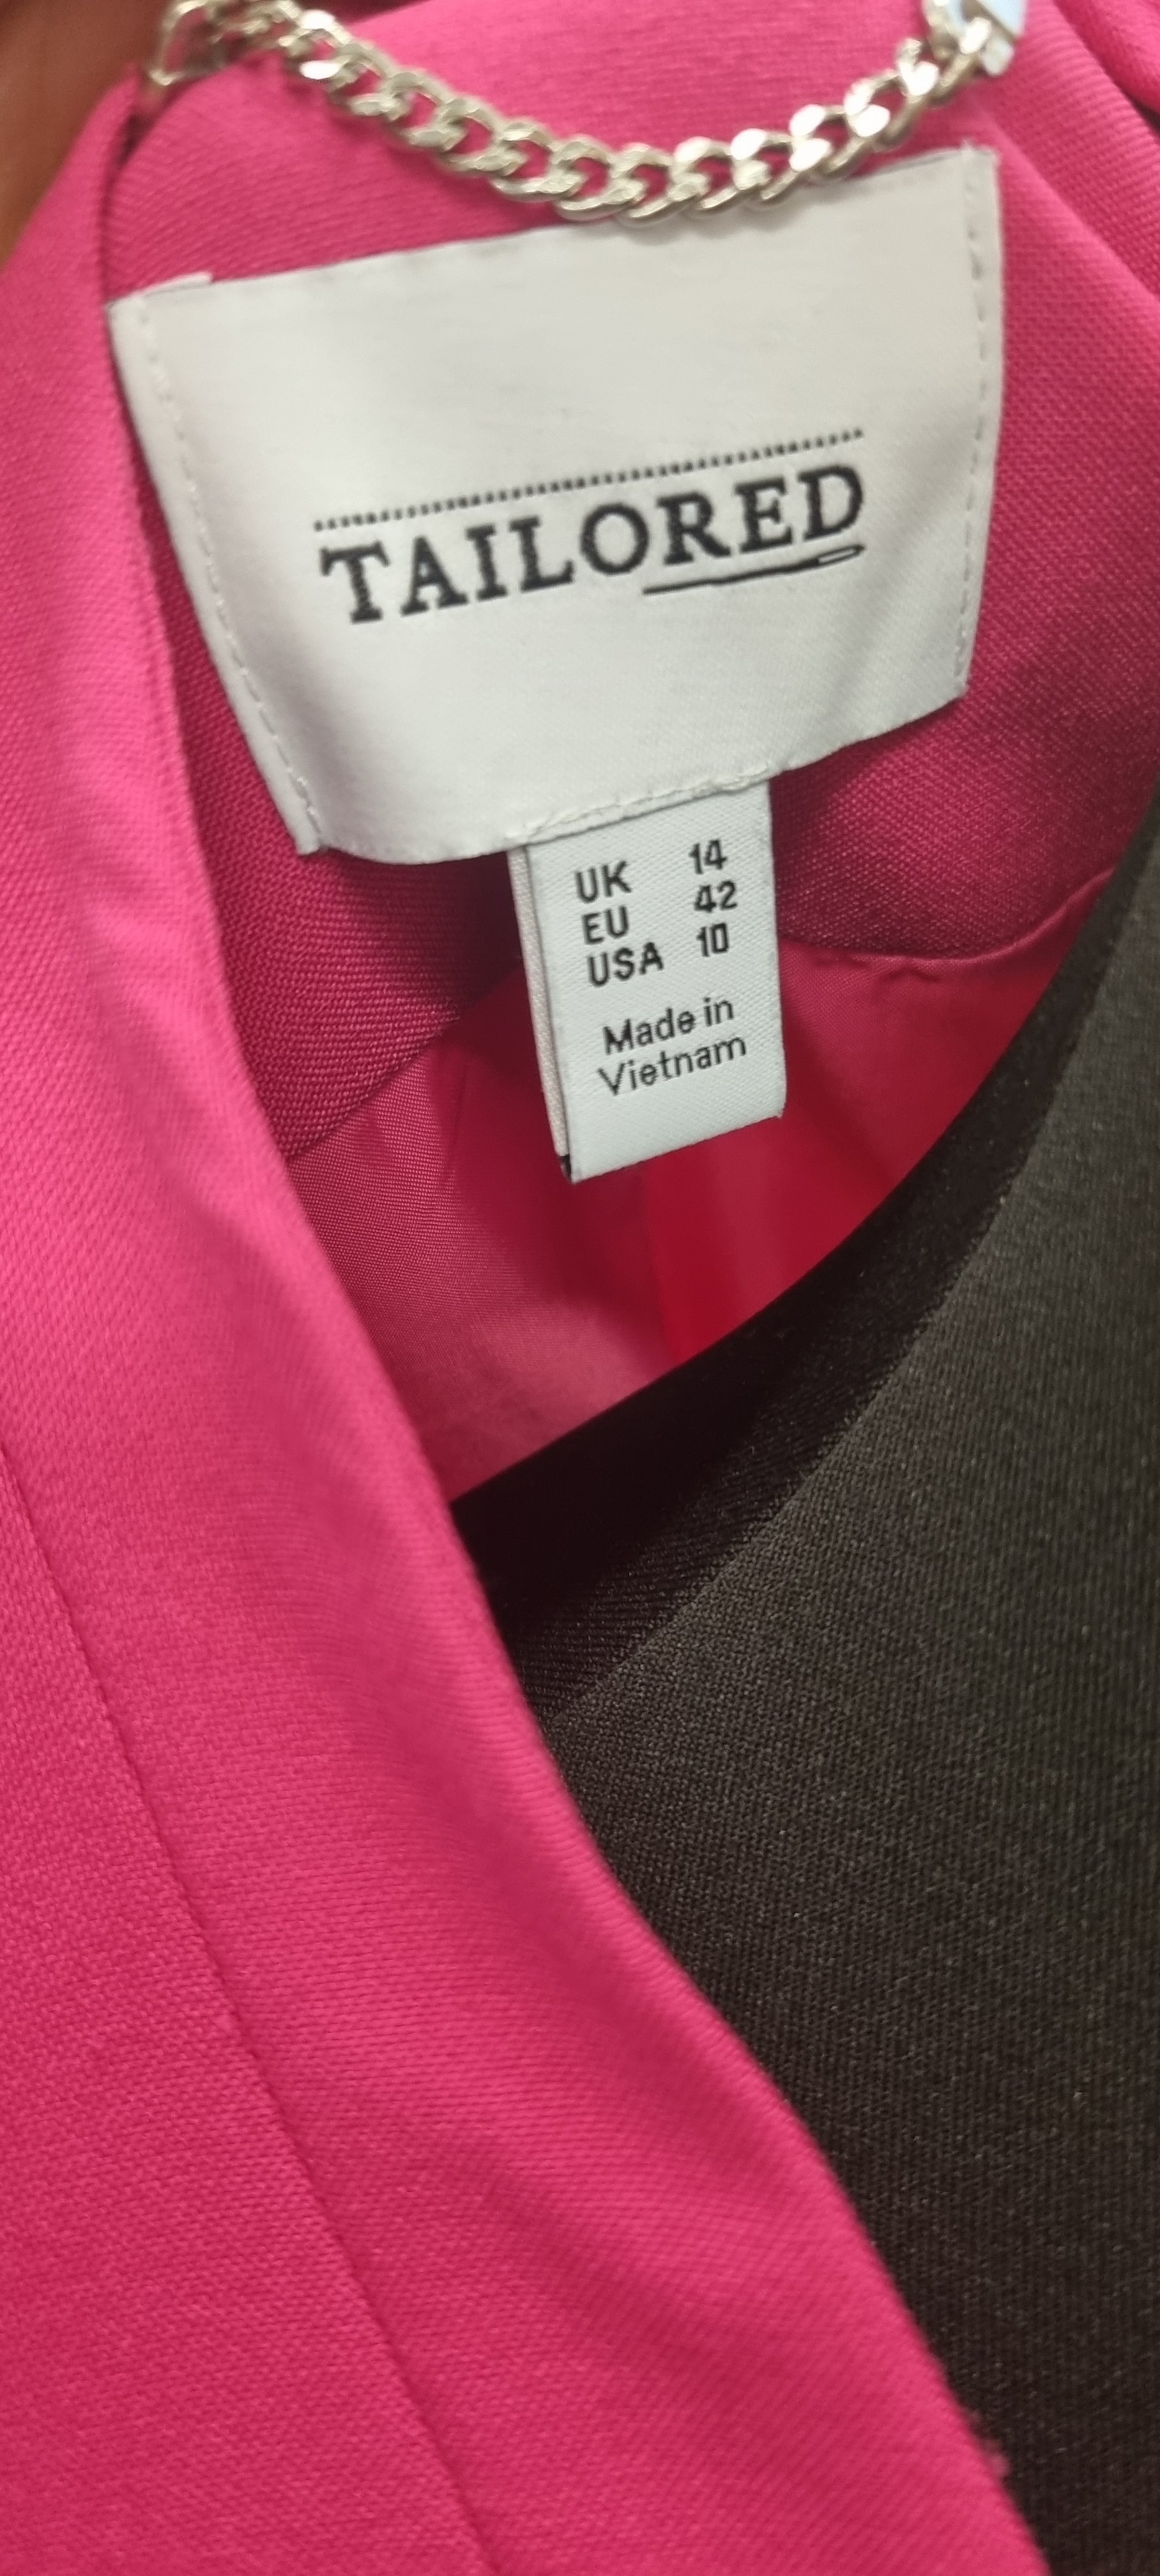 TAILORED
UK 14
EU 42
USA 10
Made in
Vietnam